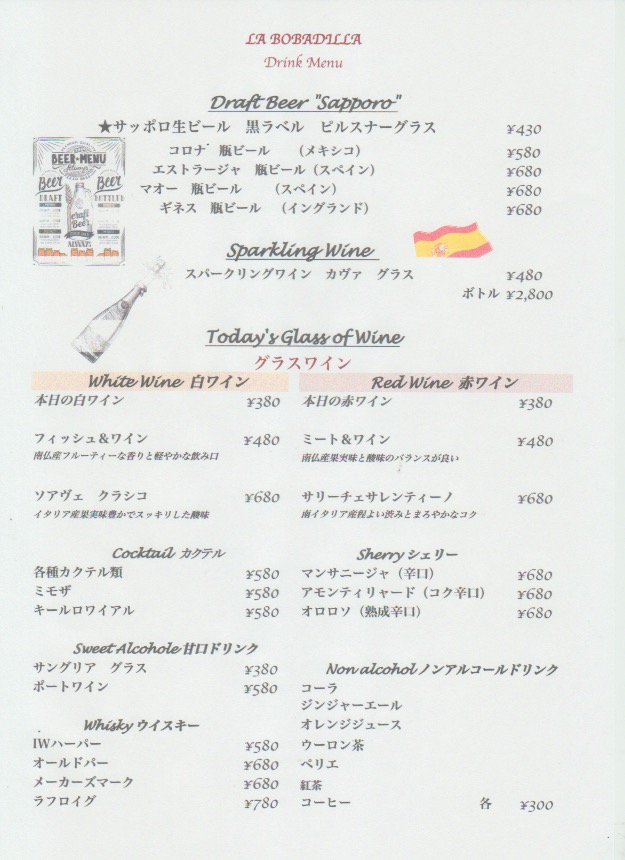 LA BOBADILLA
Drink Menu
Draft Beer "Sapporo"
★サッポロ生ビール 黒ラベル ピルスナーグラス ¥430
コロナ 瓶ビール (メキシコ) ¥580
エストラージャ 瓶ビール (スペイン) ¥680
マオー 瓶ビール (スペイン) ¥680
ギネス 瓶ビール (イングランド) ¥680
BEER・MENU
Beer Beer
DRAFT BOTTLED
Craft Beer
Sparkling Wine
スパークリングワイン カヴァ グラス ¥480
ボトル ¥2,800
Today's Glass of Wine
グラスワイン
White Wine 白ワイン
本日の白ワイン ¥380
フィッシュ&ワイン ¥480
南仏産フルーティーな香りと軽やかな飲み口
ソアヴェ クラシコ ¥680
イタリア産果実味豊かでスッキリした酸味
Red Wine 赤ワイン
本日の赤ワイン ¥380
ミート&ワイン ¥480
南仏産果実味と酸味のバランスが良い
サリーチェサレンティーノ ¥680
南イタリア産程よい渋みとまろやかなコク
Cocktail カクテル
各種カクテル類 ¥580
ミモザ ¥580
キールロワイアル ¥580
Sherry シェリー
マンサニージャ(辛口) ¥680
アモンティリャード(コク辛口) ¥680
オロロソ(熟成辛口) ¥680
Sweet Alcohole 甘口ドリンク
サングリア グラス ¥380
ポートワイン ¥580
Whisky ウイスキー
IWハーパー ¥580
オールドパー ¥680
メーカーズマーク ¥680
ラフロイグ ¥780
Non alcohol ノンアルコールドリンク
コーラ
ジンジャーエール
オレンジジュース
ウーロン茶
ペリエ
紅茶
コーヒー 各 ¥300